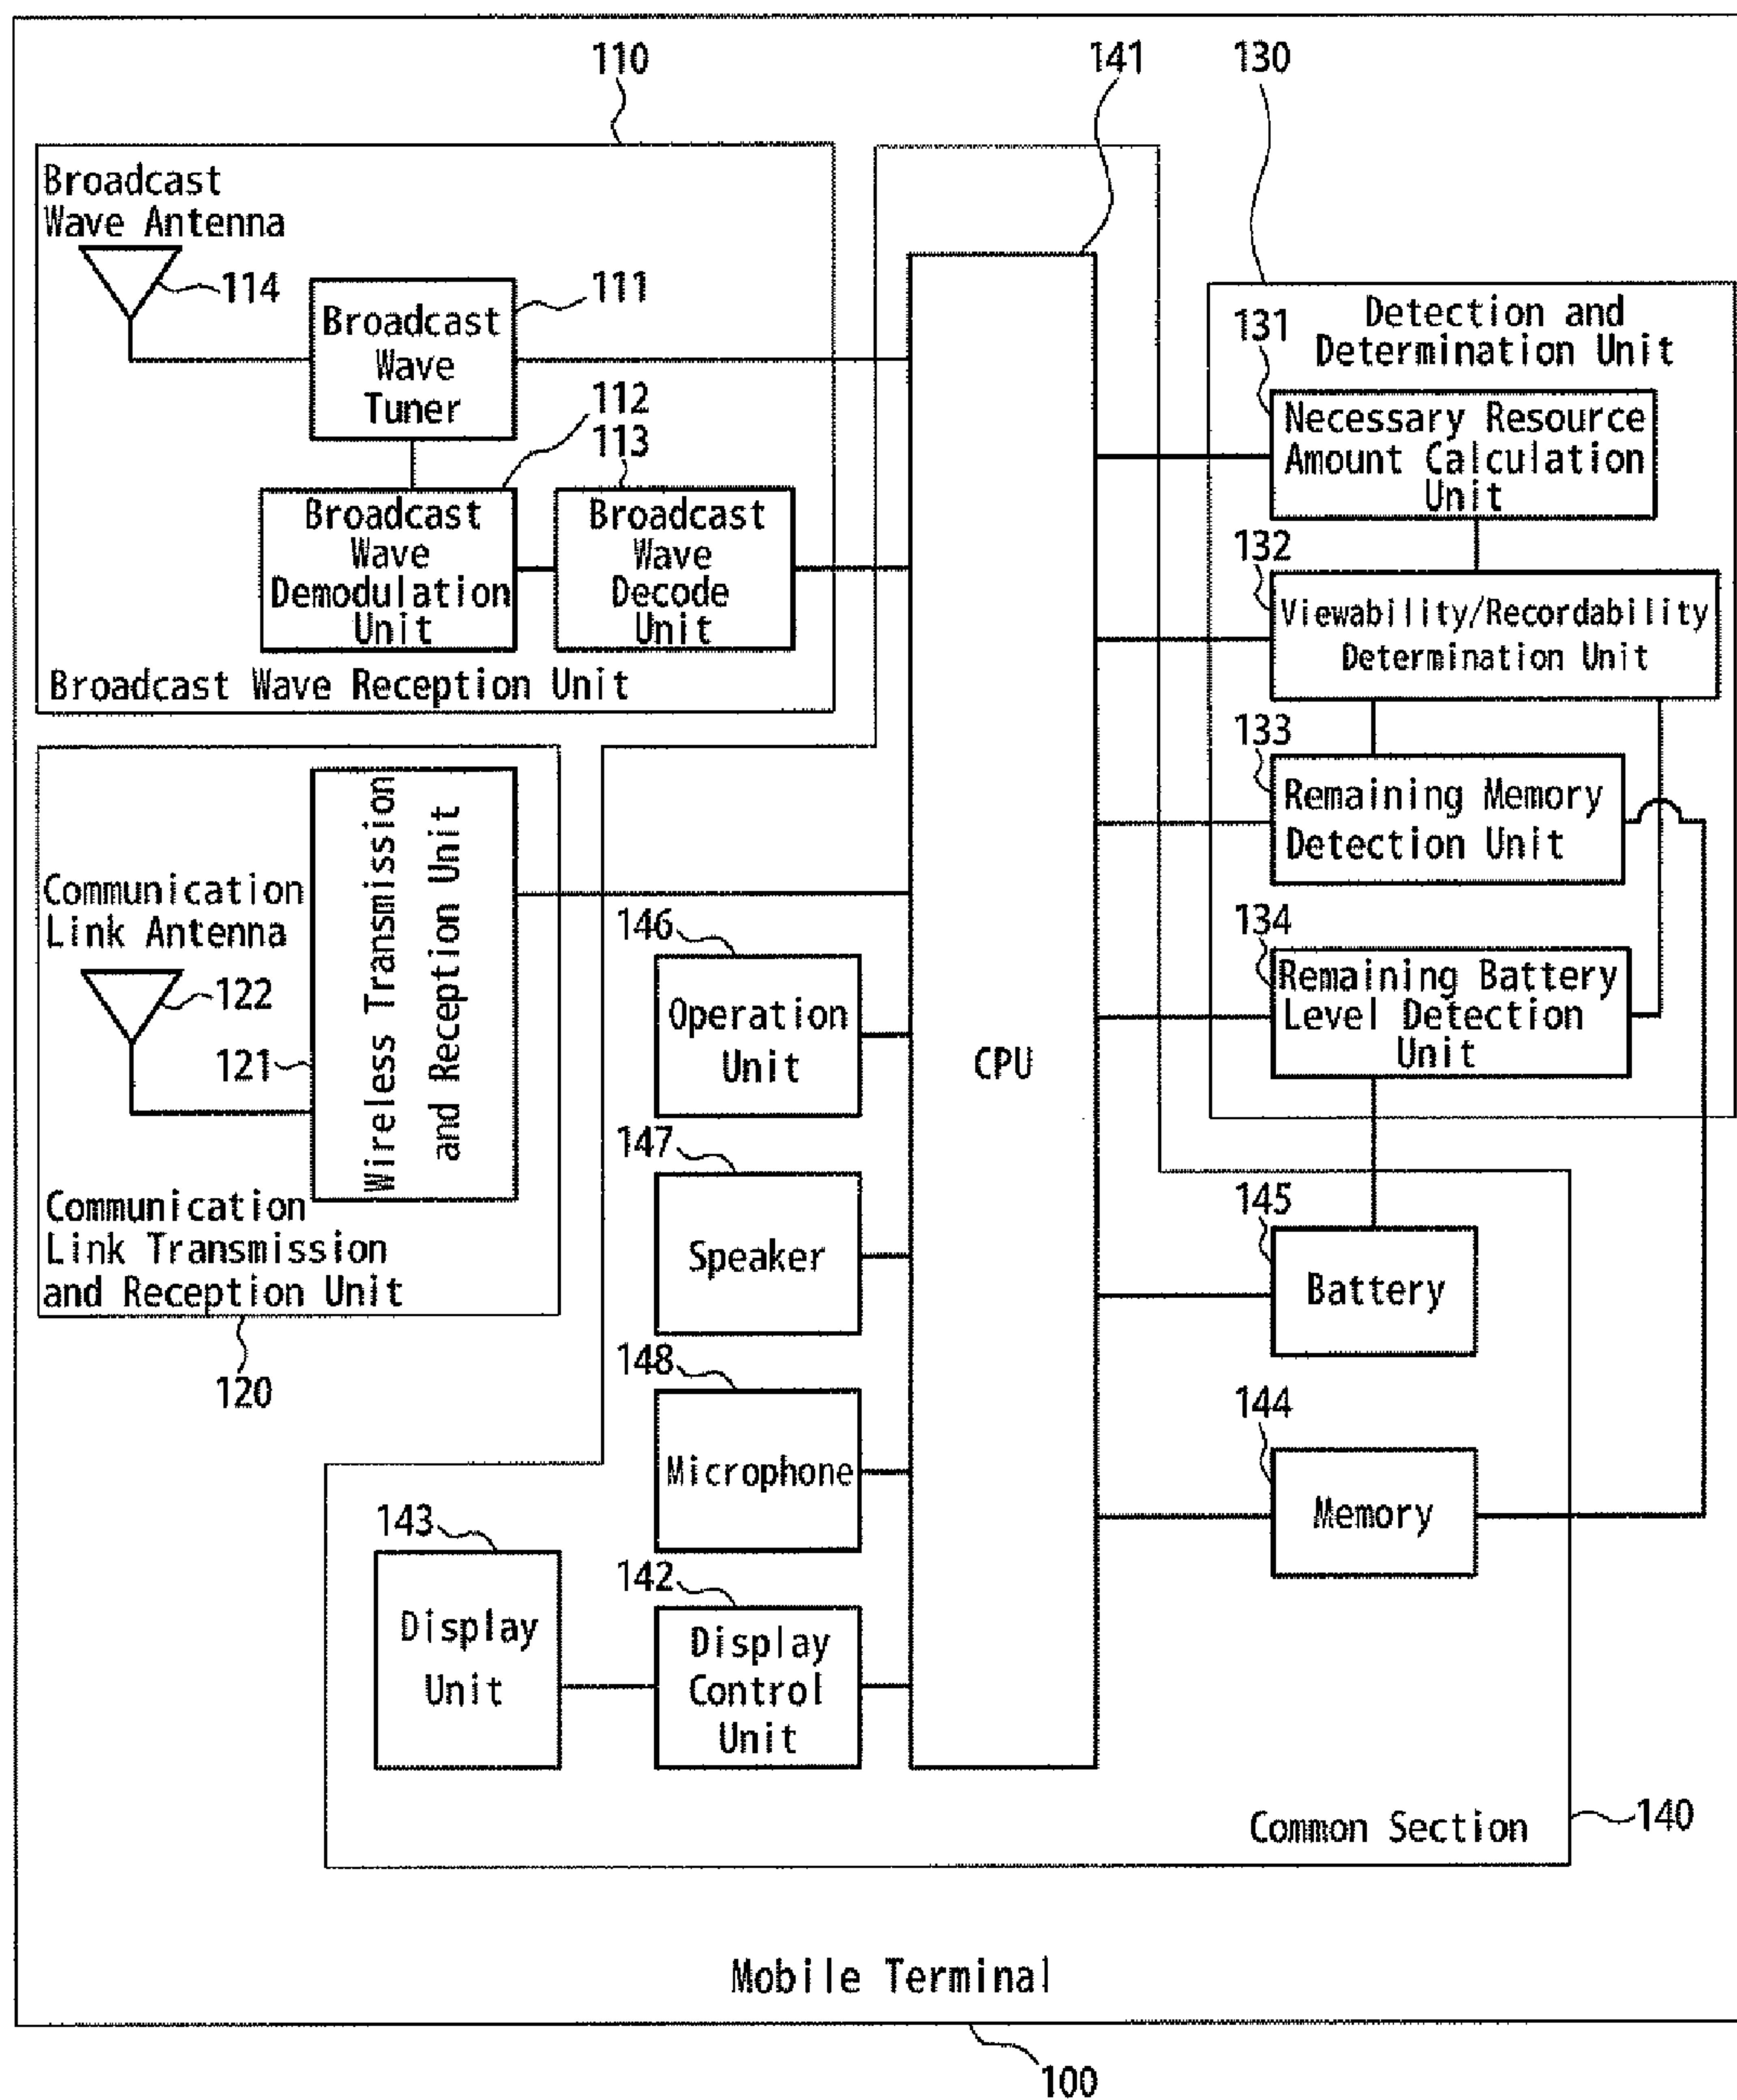 110
141
130
Broadcast
Wave Antenna
114
111
Broadcast
Wave
Tuner
112
113
Broadcast
Wave
Demodulation
Unit
Broadcast
Wave
Decode
Unit
Broadcast Wave Reception Unit
Detection and
Determination Unit
131
Necessary Resource
Amount Calculation
Unit
132
Viewability/Recordability
Determination Unit
133
Remaining Memory
Detection Unit
134
Remaining Battery
Level Detection
Unit
Wireless Transmission
and Reception Unit
Communication
Link Antenna
122
121
Communication
Link Transmission
and Reception Unit
120
146
Operation
Unit
CPU
147
Speaker
145
Battery
148
Microphone
144
Memory
143
Display
Unit
142
Display
Control
Unit
Common Section
140
Mobile Terminal
100